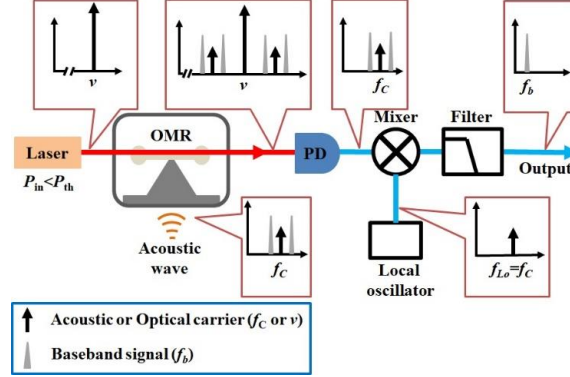 v
v
f_C
f_b
OMR
Mixer
Filter
Laser
PD
Output
P_in<P_th
Acoustic
wave
f_C
Local
oscillator
f_Lo=f_C
Acoustic or Optical carrier (f_C or v)
Baseband signal (f_b)